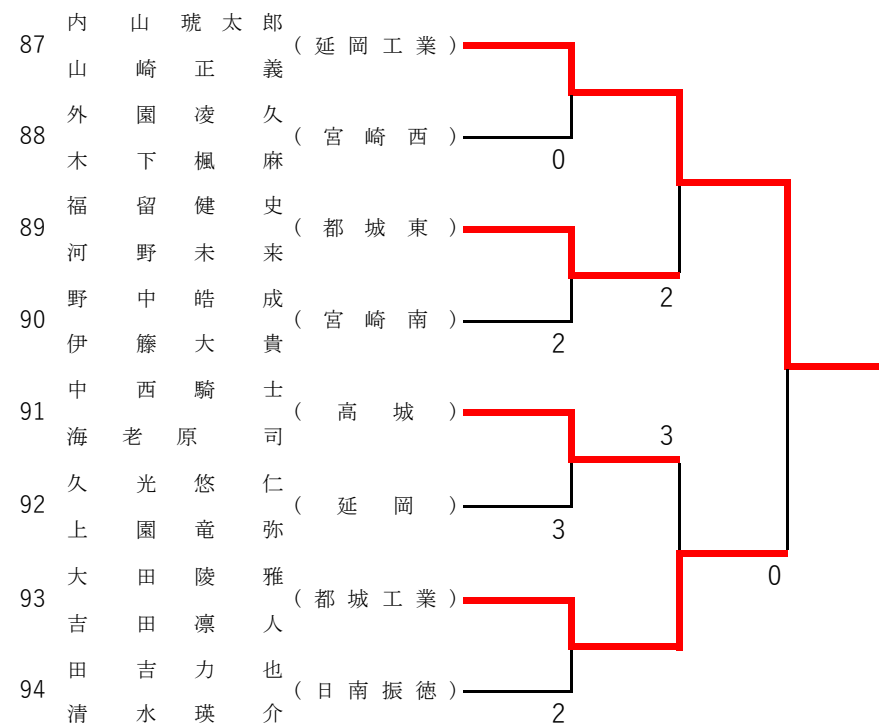 内山琥太郎
87 (延岡工業)
山崎正義
外園凌久
88 (宮崎西)
木下楓麻
0
福留健史
89 (都城東)
河野未来
2
野中皓成
90 (宮崎南)
伊籐大貴
2
中西騎士
91 (高城)
海老原司
3
久光悠仁
92 (延岡)
上園竜弥
3
大田陵雅
93 (都城工業)
吉田凛人
0
田吉力也
94 (日南振徳)
清水瑛介
2